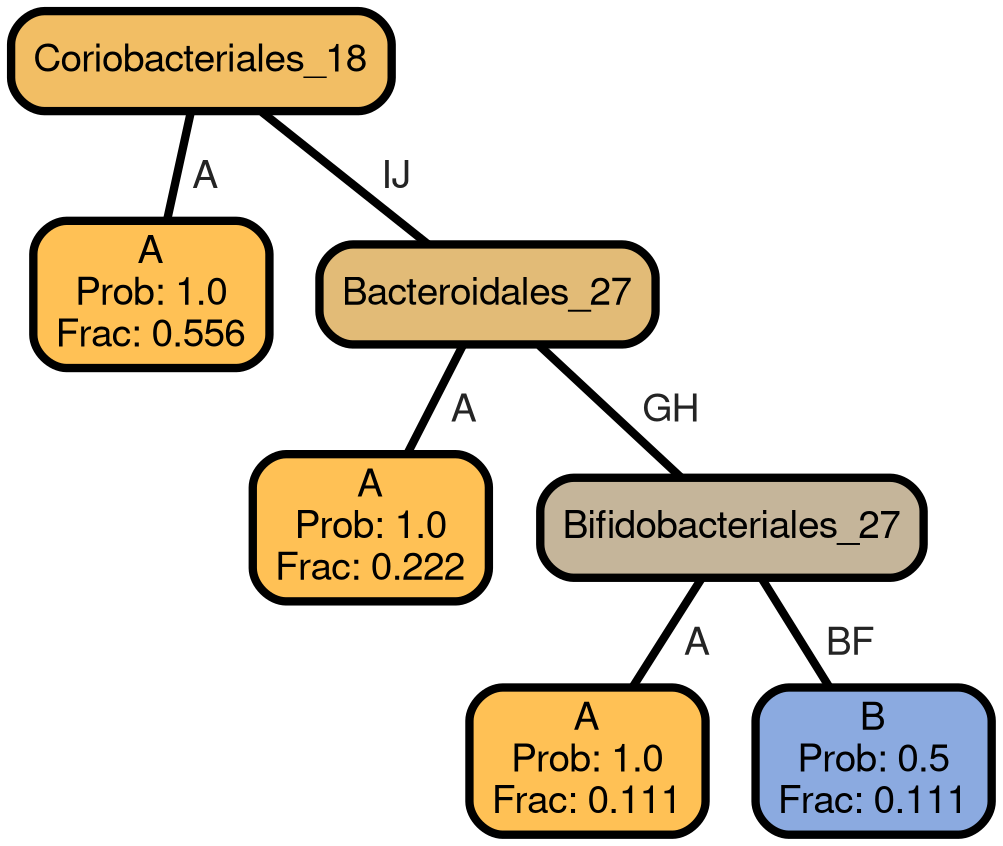 Coriobacteriales_18
A
IJ
A
Prob: 1.0
Frac: 0.556
Bacteroidales_27
A
GH
A
Prob: 1.0
Frac: 0.222
Bifidobacteriales_27
A
BF
A
Prob: 1.0
Frac: 0.111
B
Prob: 0.5
Frac: 0.111